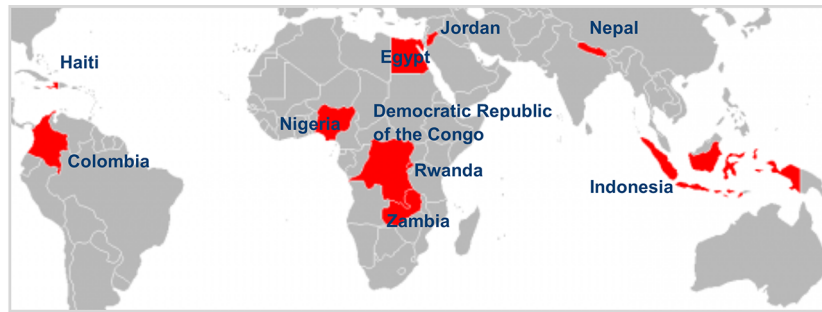 Jordan
Nepal
Haiti
Egypt
Democratic Republic
of the Congo
Nigeria
Colombia
Rwanda
Indonesia
Zambia